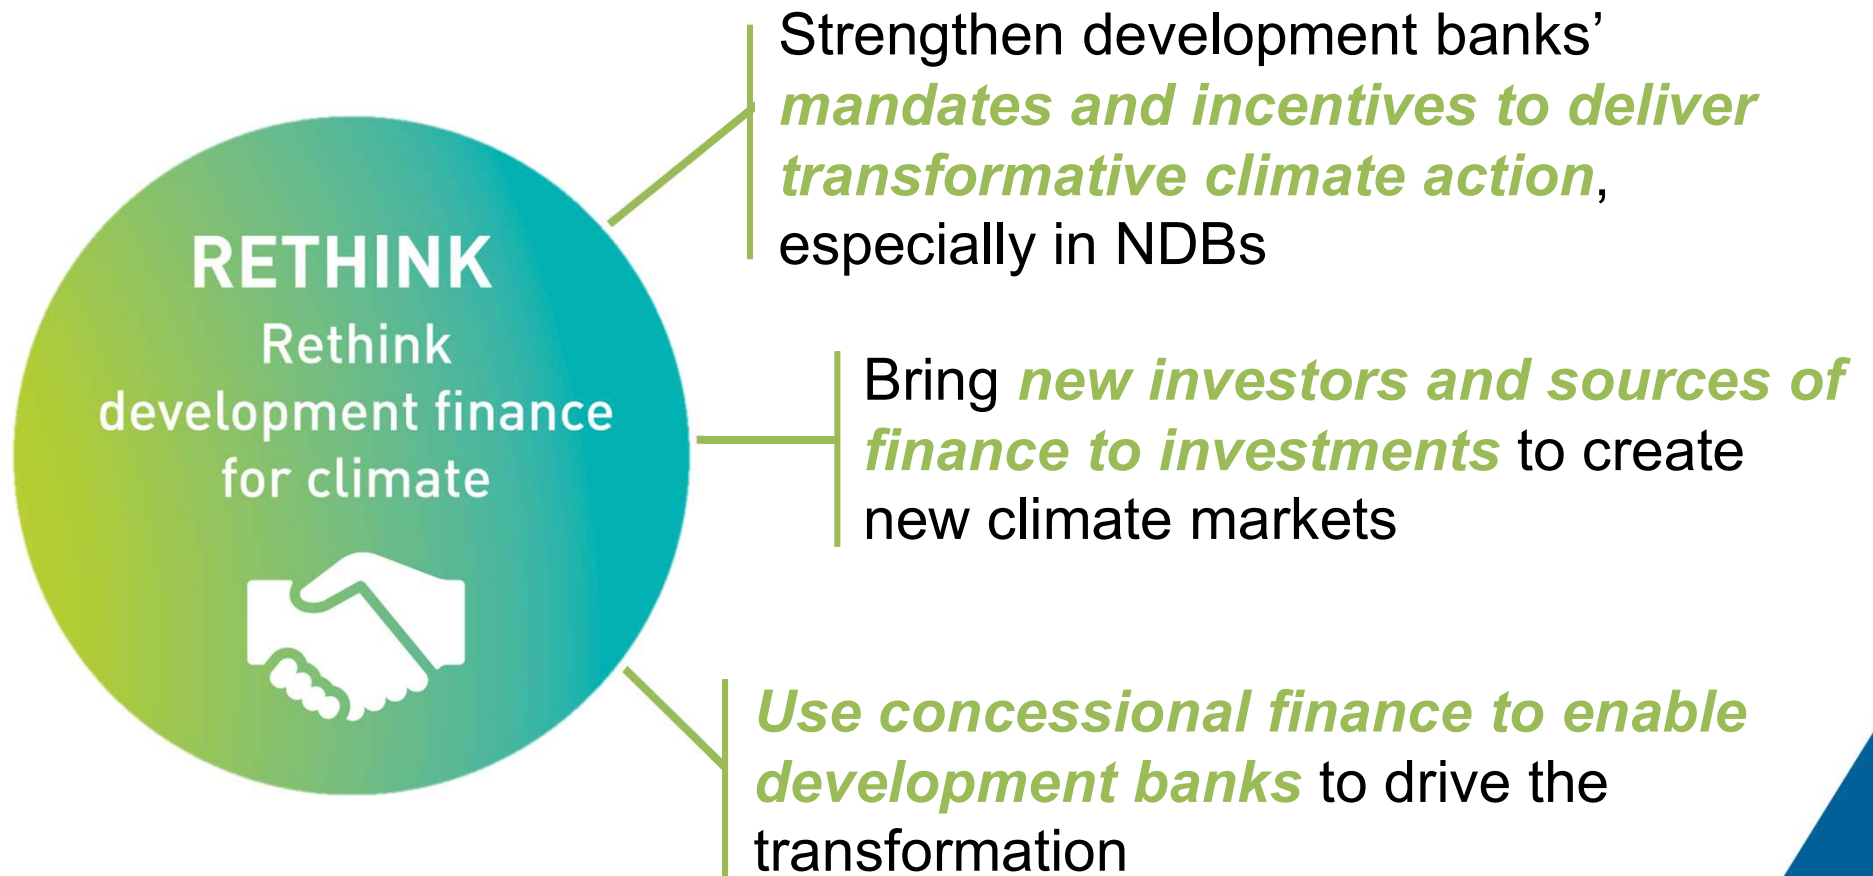 RETHINK
Rethink
development finance
for climate
Strengthen development banks’
mandates and incentives to deliver
transformative climate action,
especially in NDBs
Bring new investors and sources of
finance to investments to create
new climate markets
Use concessional finance to enable
development banks to drive the
transformation